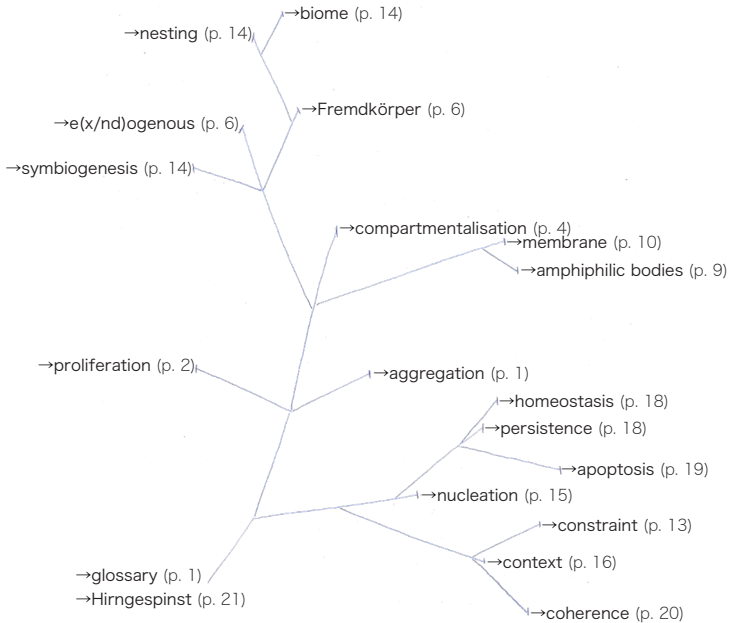 →biome (p. 14)
→nesting (p. 14)
→Fremdkörper (p. 6)
→e(x/nd)ogenous (p. 6)
→symbiogenesis (p. 14)
→compartmentalisation (p. 4)
→membrane (p. 10)
→amphiphilic bodies (p. 9)
→proliferation (p. 2)
→aggregation (p. 1)
→homeostasis (p. 18)
→persistence (p. 18)
→apoptosis (p. 19)
→nucleation (p. 15)
→constraint (p. 13)
→context (p. 16)
→glossary (p. 1)
→Hirngespinst (p. 21)
→coherence (p. 20)